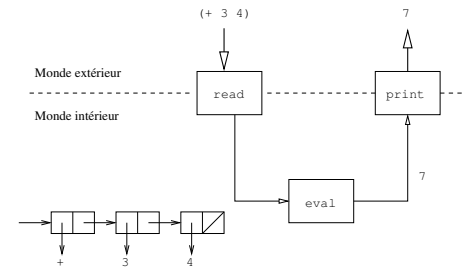 (+ 3 4)
7
Monde extérieur
read
print
Monde intérieur
7
eval
+
3
4